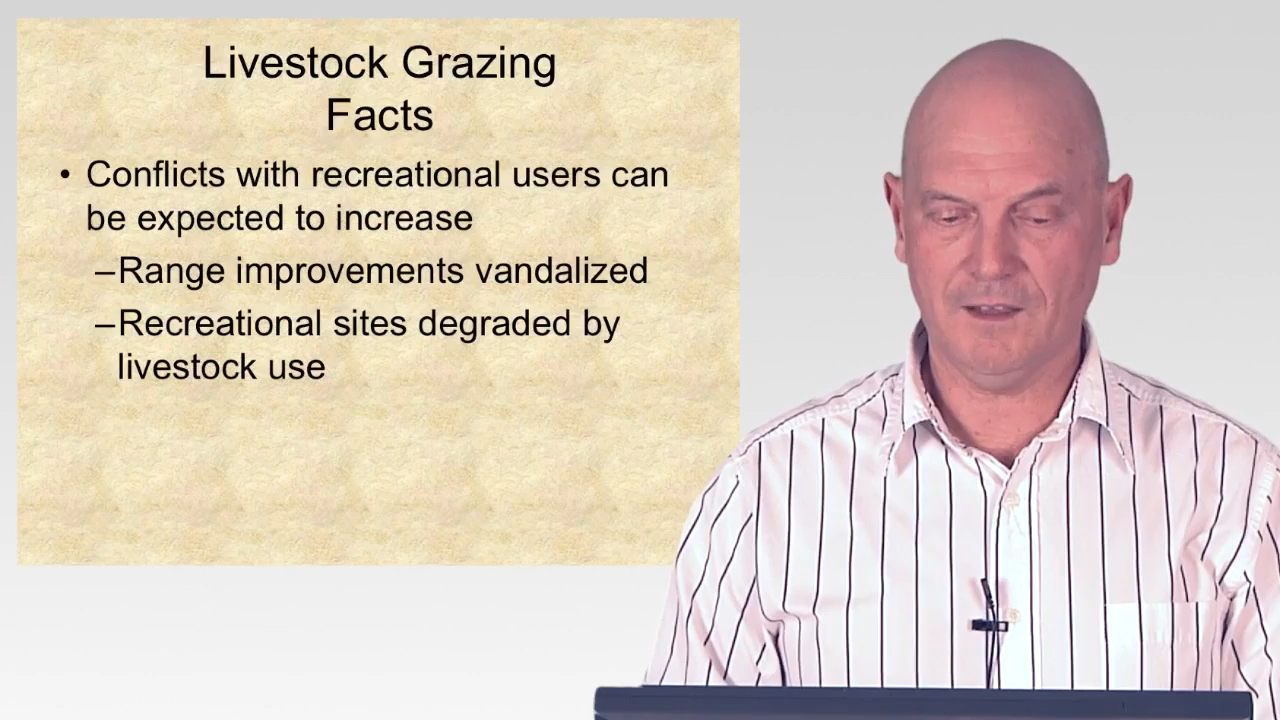 Livestock Grazing
Facts
• Conflicts with recreational users can
be expected to increase
–Range improvements vandalized
–Recreational sites degraded by
livestock use